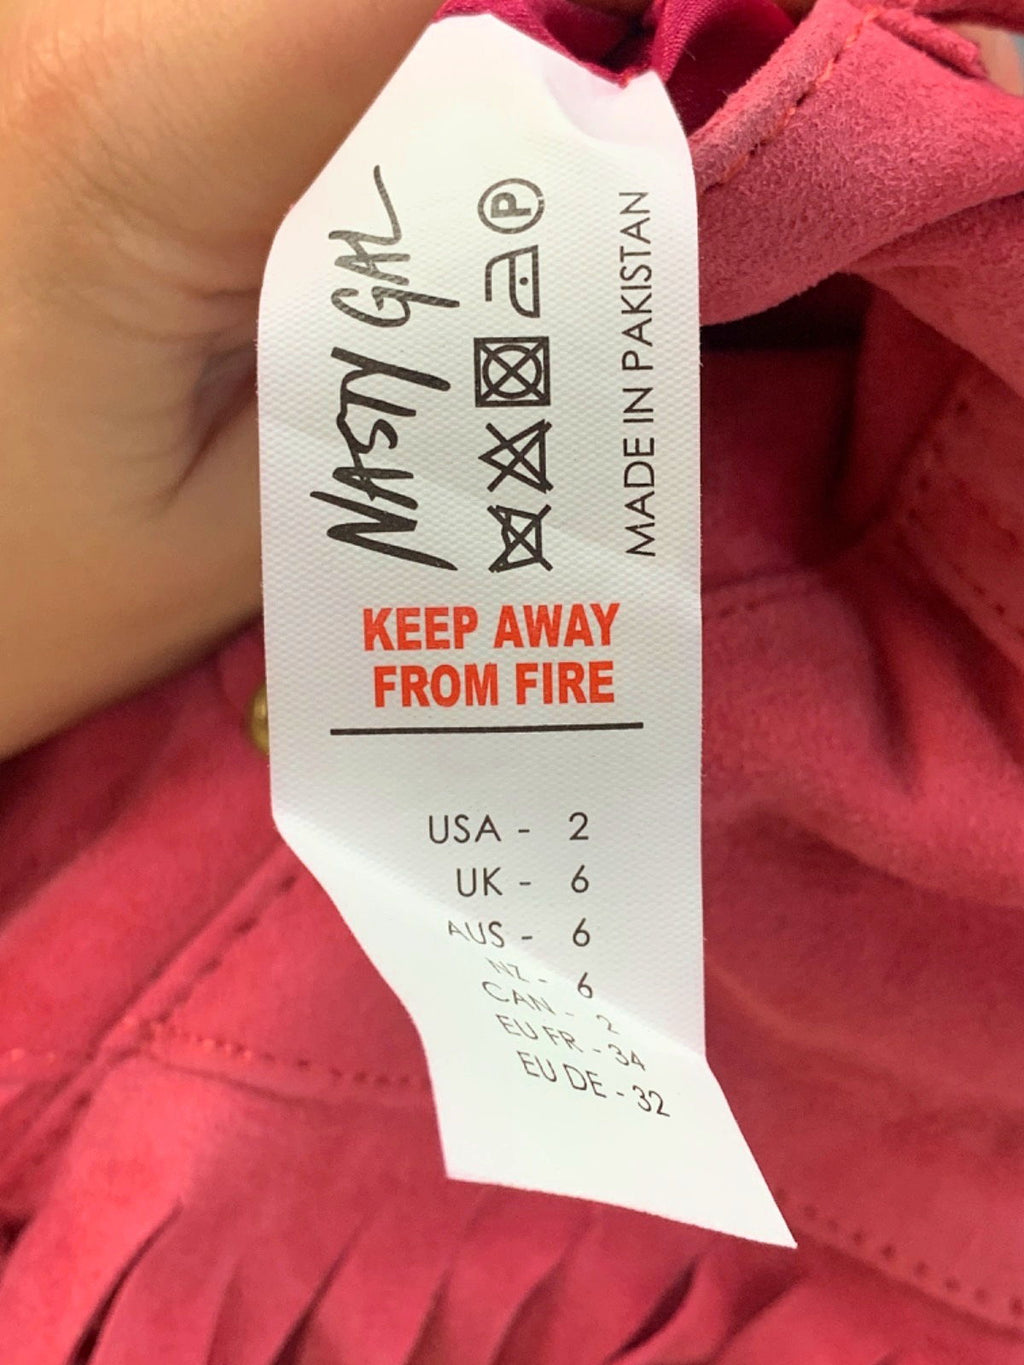 NASTY GAL
P
MADE IN PAKISTAN
KEEP AWAY
FROM FIRE
USA - 2
UK - 6
AUS - 6
NZ - 6
CAN - 2
EU FR - 34
EU DE - 32